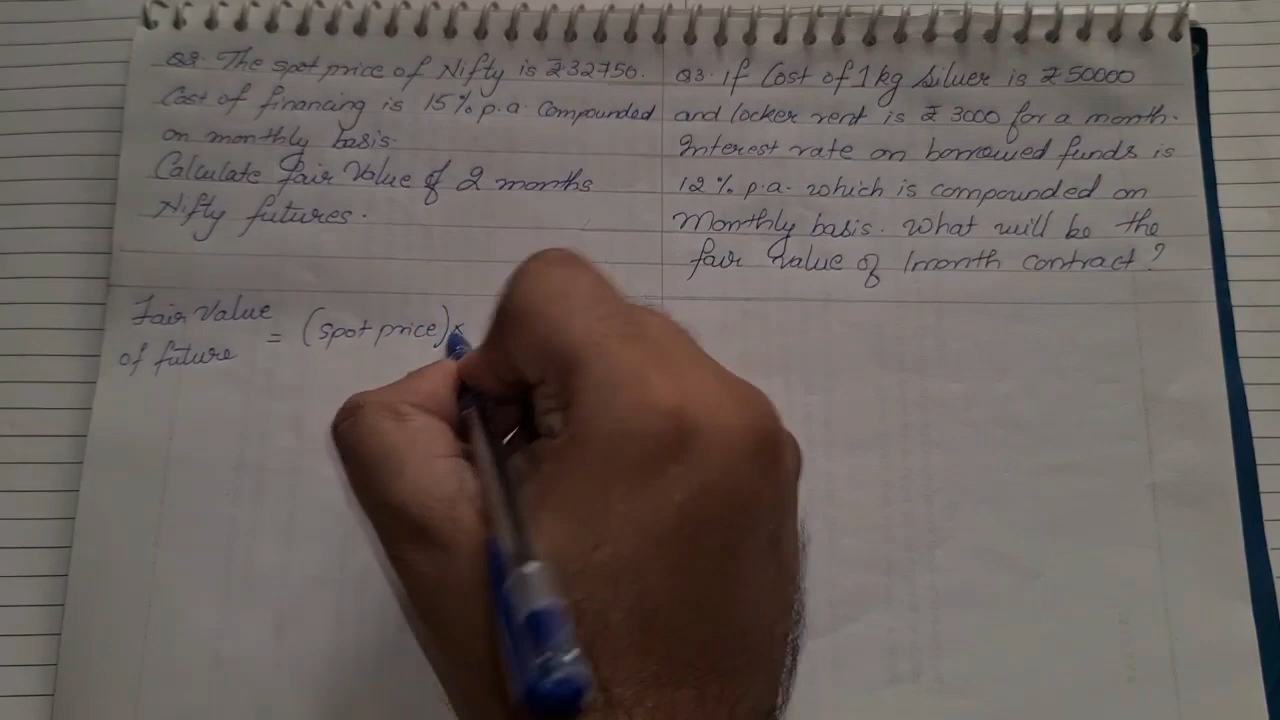 Q2. The spot price of Nifty is ₹32750.
Cost of financing is 15% p.a. compounded
on monthly basis.
Calculate fair Value of 2 months
Nifty futures.
Q3. If Cost of 1kg Silver is ₹50000
and locker rent is ₹3000 for a month.
Interest rate on borrowed funds is
12% p.a. which is compounded on
Monthly basis. What will be the
fair value of 1month contract?
Fair Value
of future = (Spot price)x